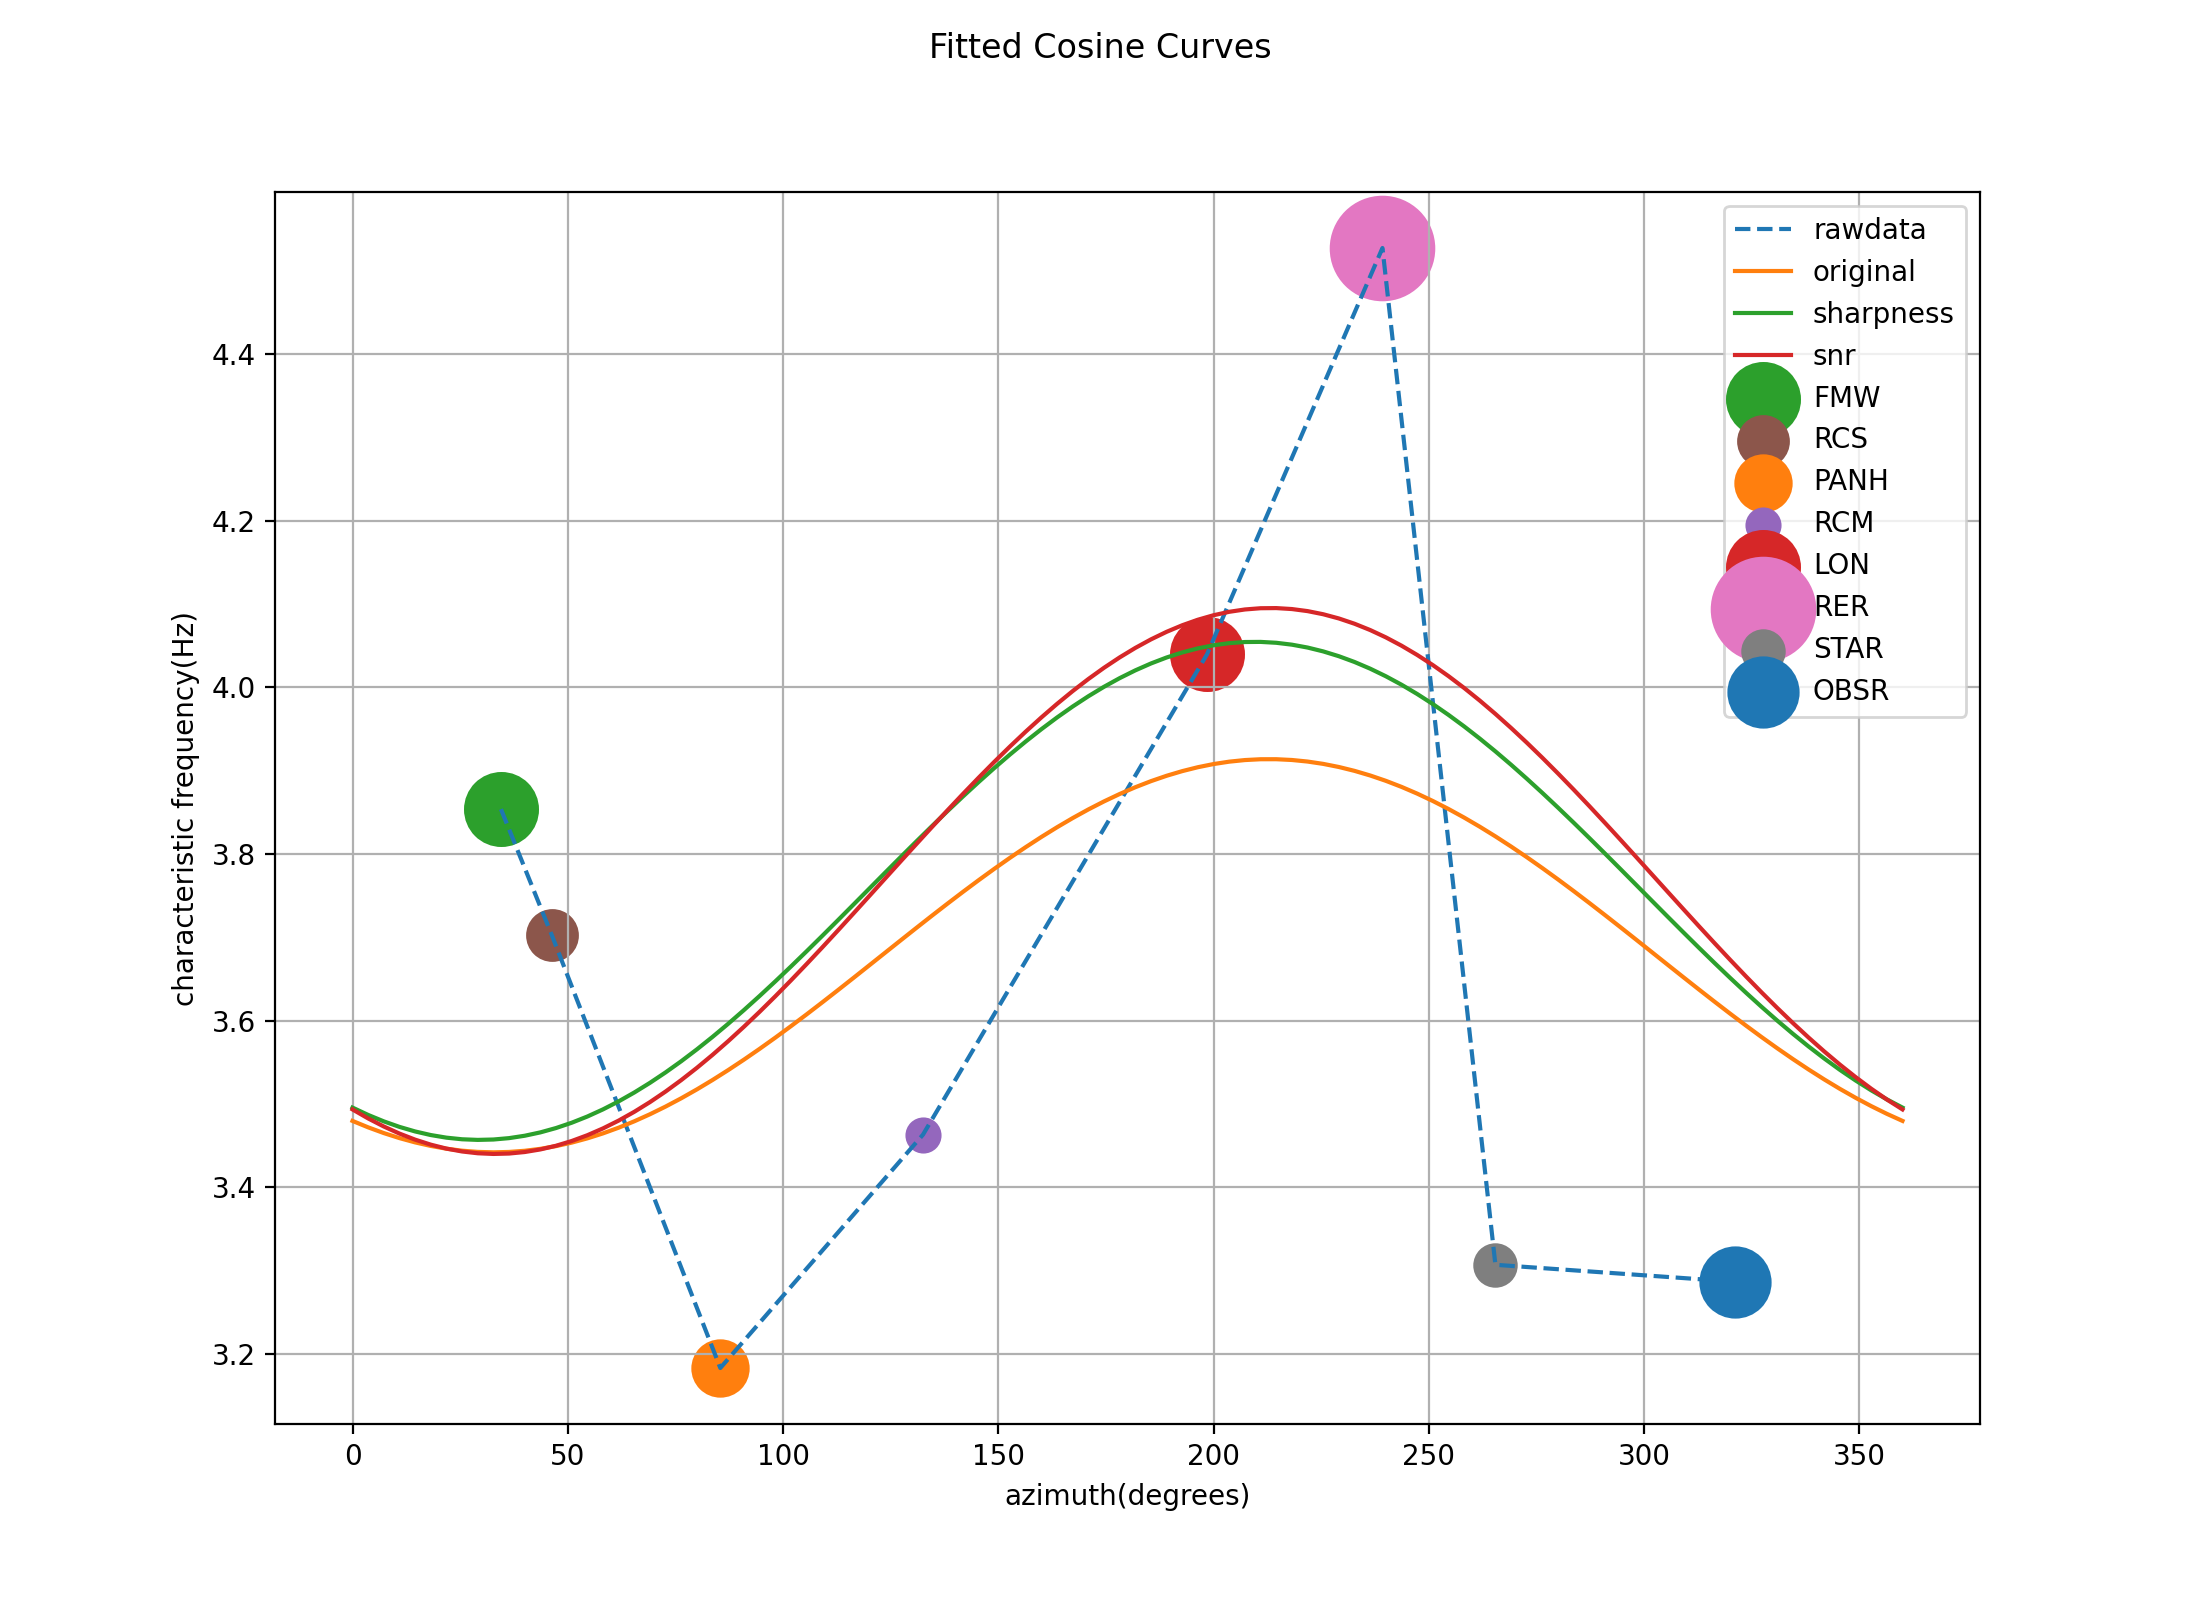 Fitted Cosine Curves
characteristic frequency(Hz)
4.4
4.2
4.0
3.8
3.6
3.4
3.2
0 50 100 150 200 250 300 350
azimuth(degrees)
rawdata
original
sharpness
snr
FMW
RCS
PANH
RCM
LON
RER
STAR
OBSR